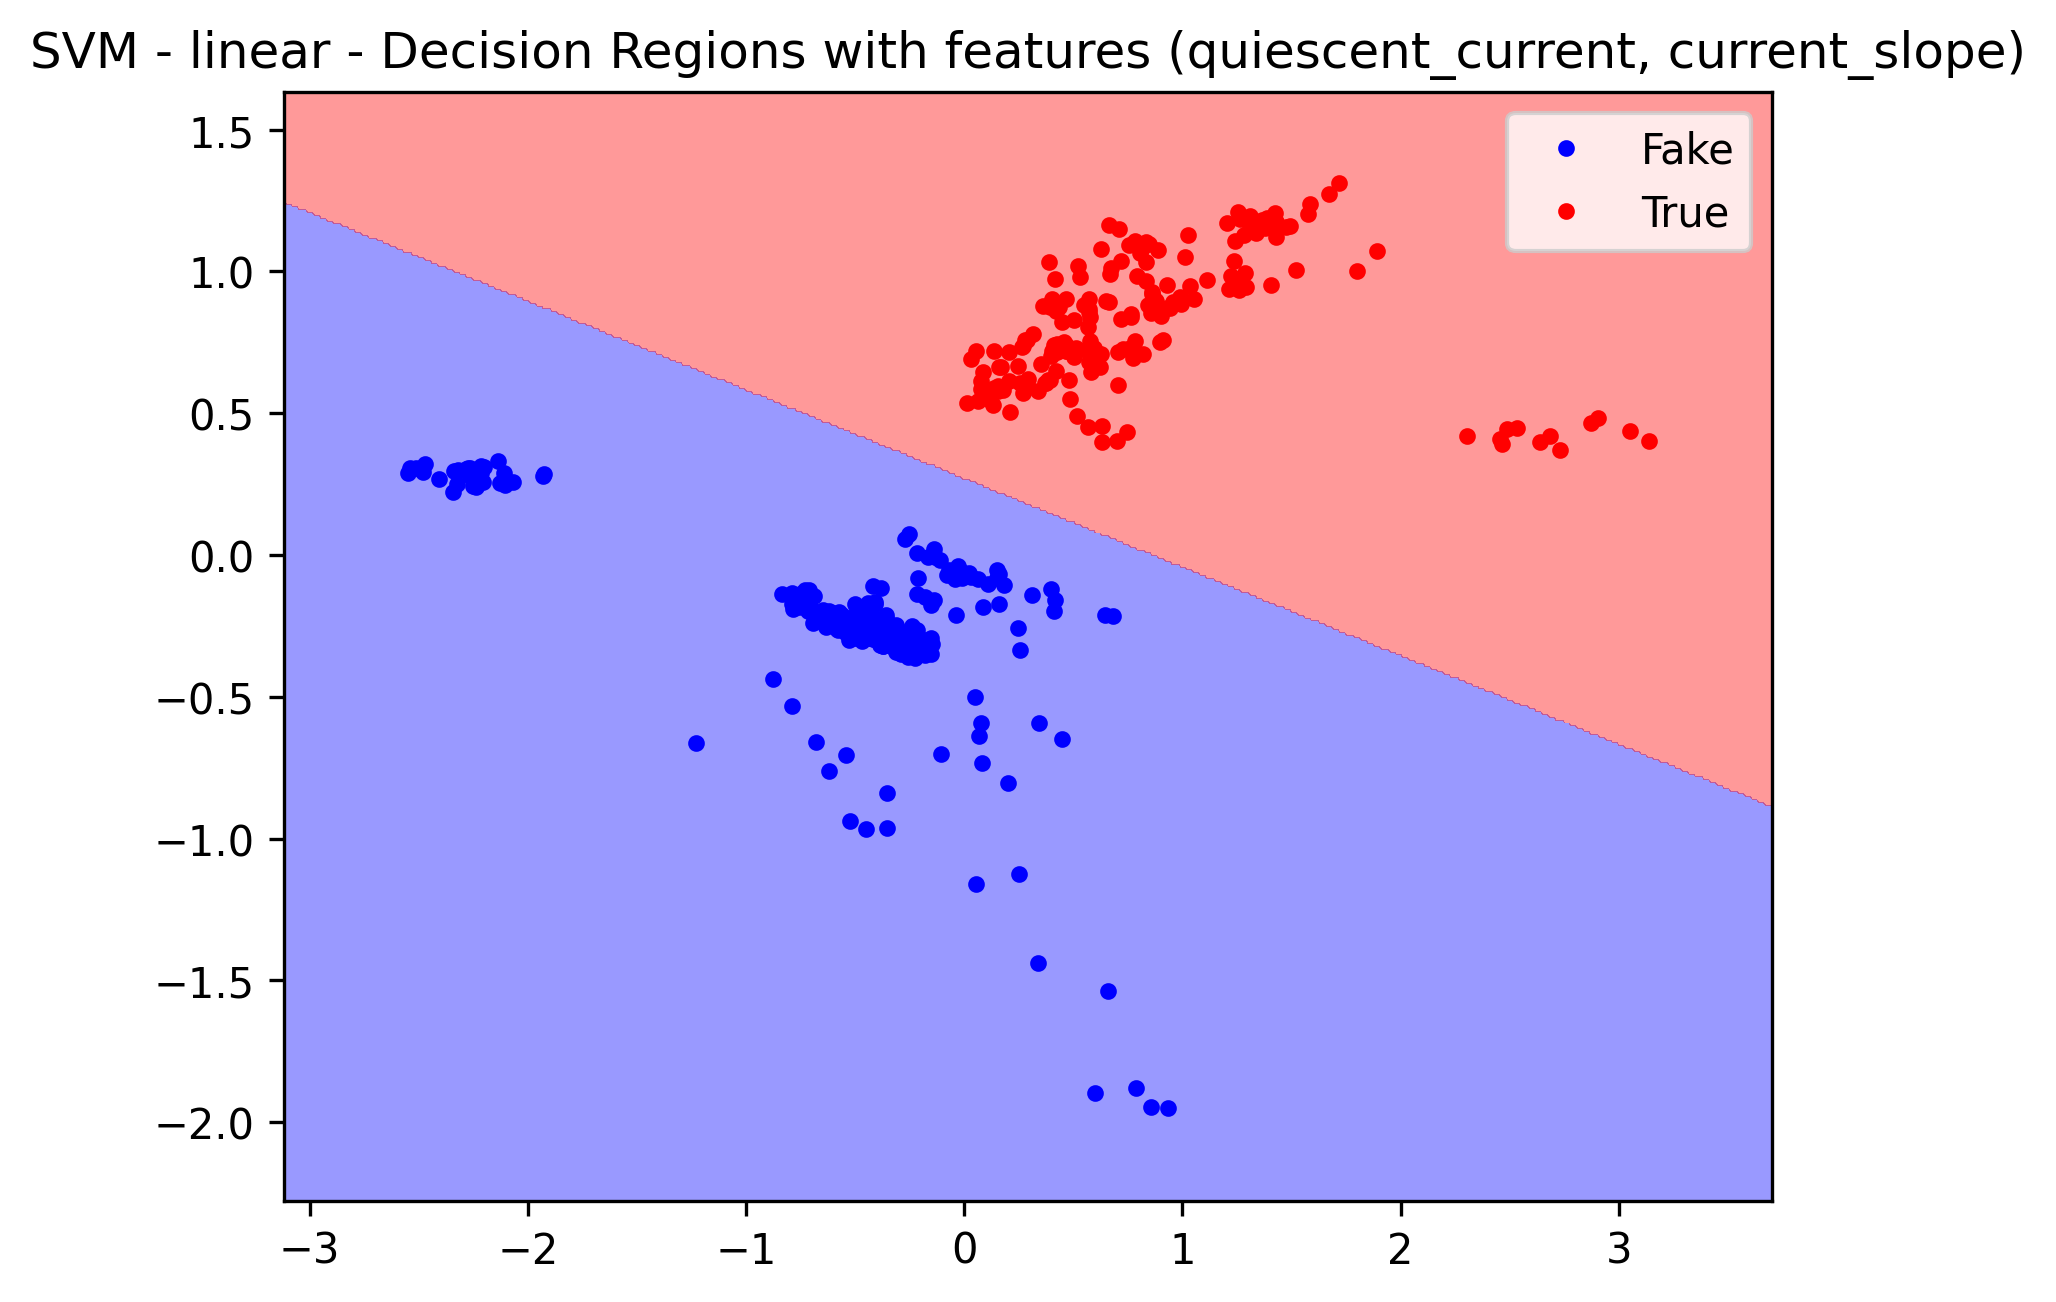 SVM - linear - Decision Regions with features (quiescent_current, current_slope)
Fake
True
1.5
1.0
0.5
0.0
−0.5
−1.0
−1.5
−2.0
−3 −2 −1 0 1 2 3